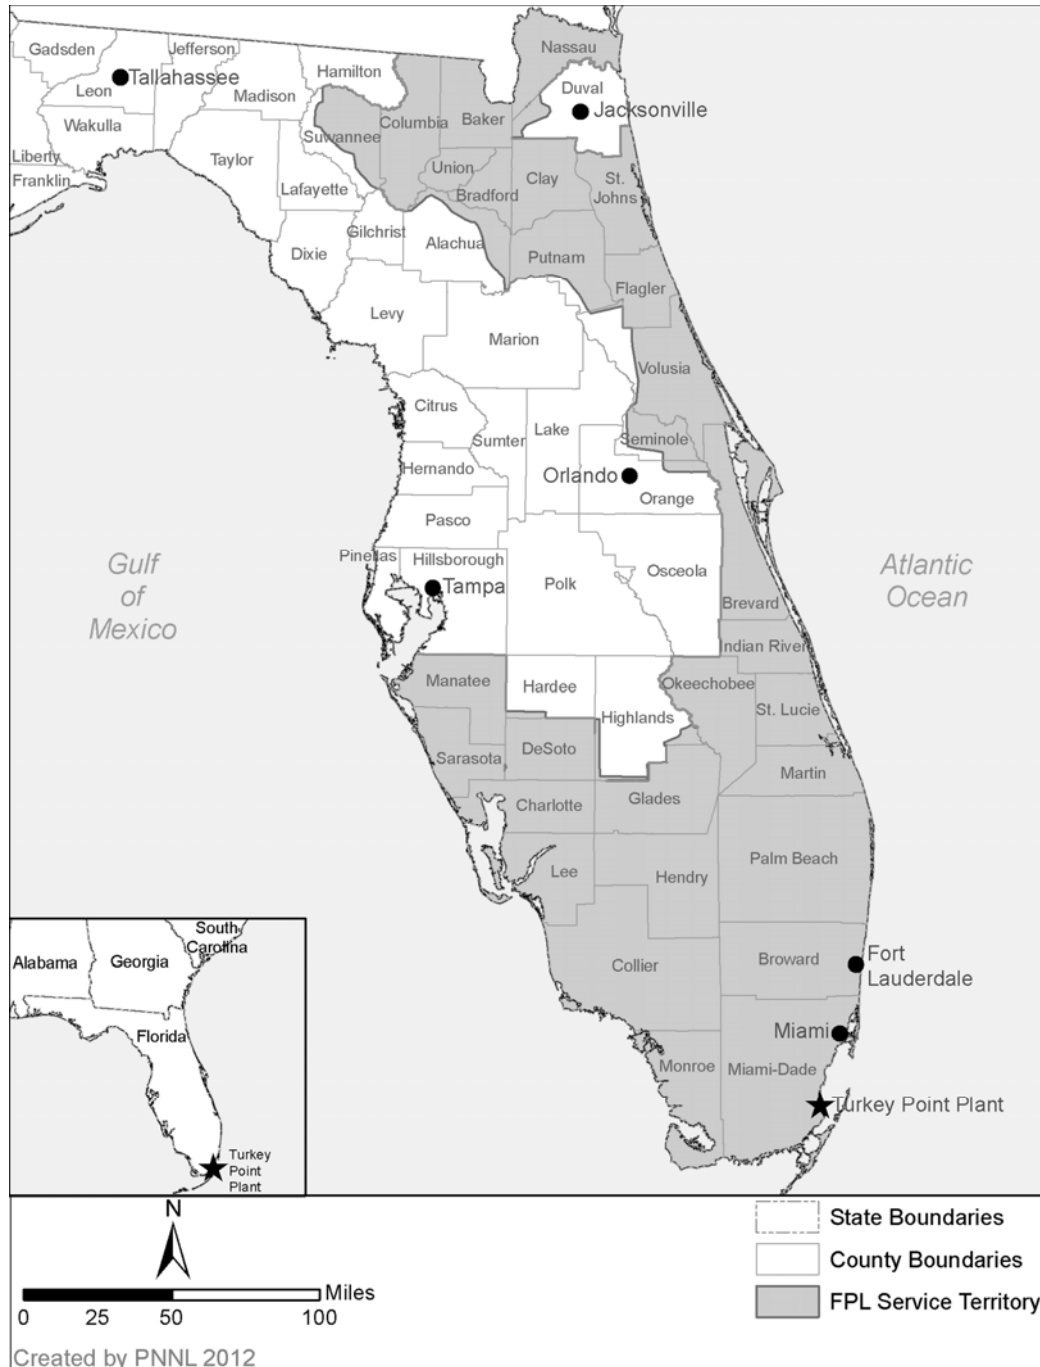 Nassau
Gadsden
Jefferson
Hamilton
Tallahassee
Leon
Duval
Madison
Jacksonville
Wakulla
Columbia
Baker
Suwannee
Liberty
Taylor
Union
Franklin
Lafayette
Bradford
Clay
St.
Johns
Gilchrist
Alachua
Dixie
Putnam
Flagler
Levy
Marion
Volusia
Citrus
Sumter
Lake
Seminole
Hernando
Orlando
Orange
Pasco
Pinellas
Hillsborough
Gulf
of
Mexico
Tampa
Polk
Osceola
Atlantic
Ocean
Brevard
Indian River
Manatee
Hardee
Okeechobee
Highlands
St. Lucie
Sarasota
DeSoto
Martin
Charlotte
Glades
Lee
Hendry
Palm Beach
Collier
Broward
Fort
Lauderdale
Miami
Monroe
Miami-Dade
Turkey Point Plant
South
Carolina
Alabama
Georgia
Florida
Turkey
Point
Plant
N
Miles
0 25 50 100
State Boundaries
County Boundaries
FPL Service Territory
Created by PNNL 2012